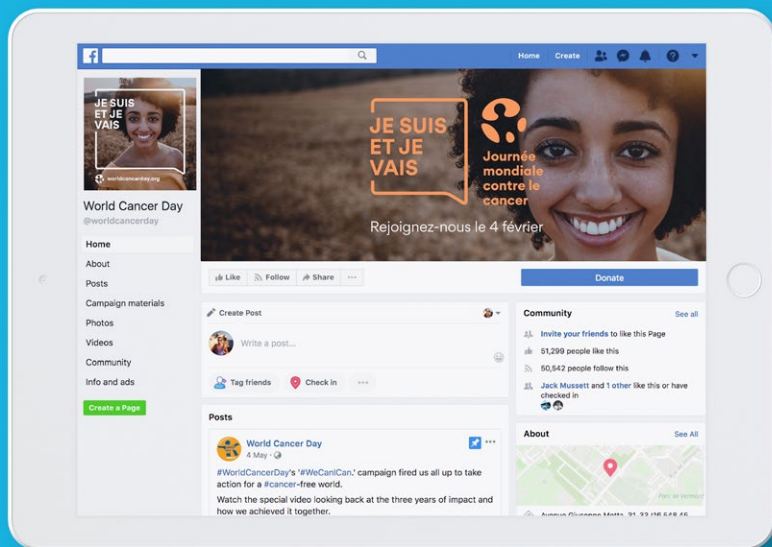 f
Home Create
JE SUIS
ET JE
VAIS
worldcancerday.org
World Cancer Day
@worldcancerday
Home
About
Posts
Campaign materials
Photos
Videos
Community
Info and ads
Create a Page
JE SUIS
ET JE
VAIS
Journée
mondiale
contre le
cancer
Rejoignez-nous le 4 février
Like Follow Share
Donate
Create Post
Write a post...
Tag friends Check in
Posts
World Cancer Day
4 May ·
#WorldCancerDay's '#WeCanICan.' campaign fired us all up to take
action for a #cancer-free world.
Watch the special video looking back at the three years of impact and
how we achieved it together.
Community See all
Invite your friends to like this Page
51,299 people like this
50,542 people follow this
Jack Mussett and 1 other like this or have
checked in
About See All
Parc de Vermont